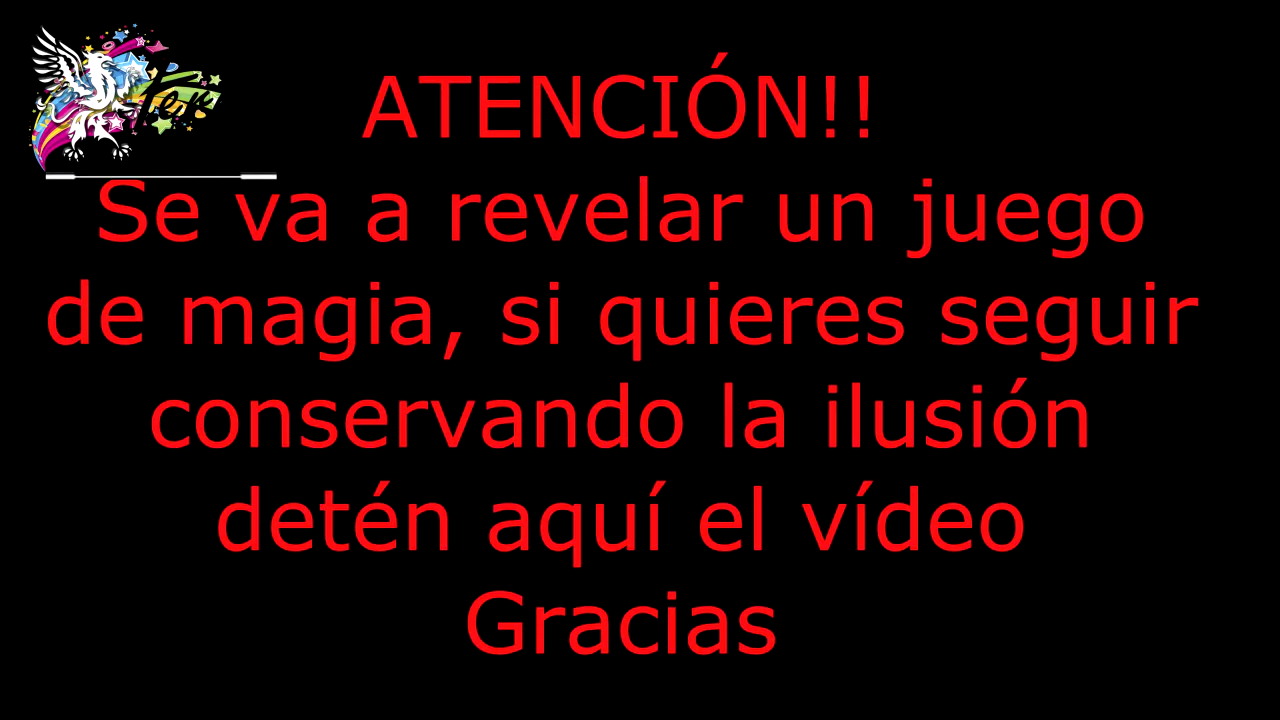 ATENCIÓN!!
Se va a revelar un juego
de magia, si quieres seguir
conservando la ilusión
detén aquí el vídeo
Gracias